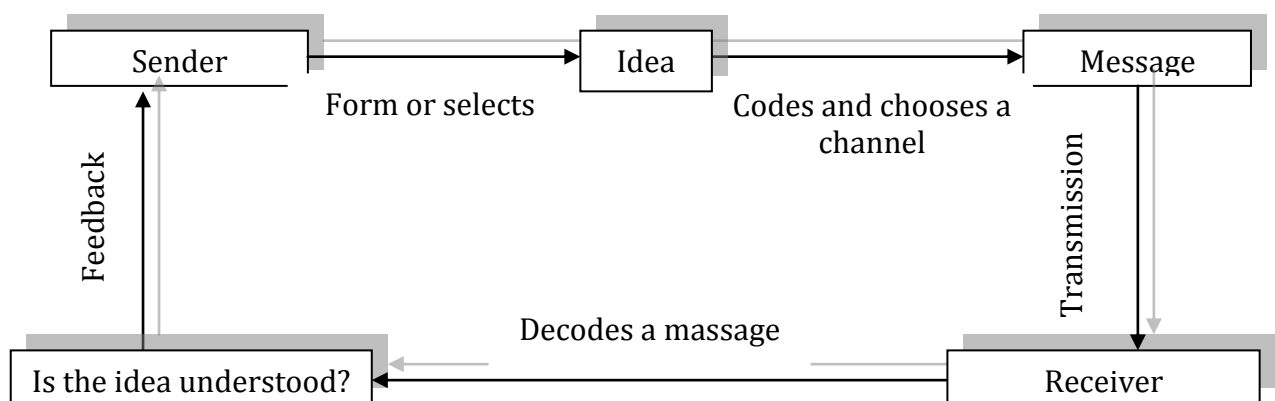 Sender
Idea
Message
Form or selects
Codes and chooses a
channel
Feedback
Transmission
Decodes a massage
Is the idea understood?
Receiver